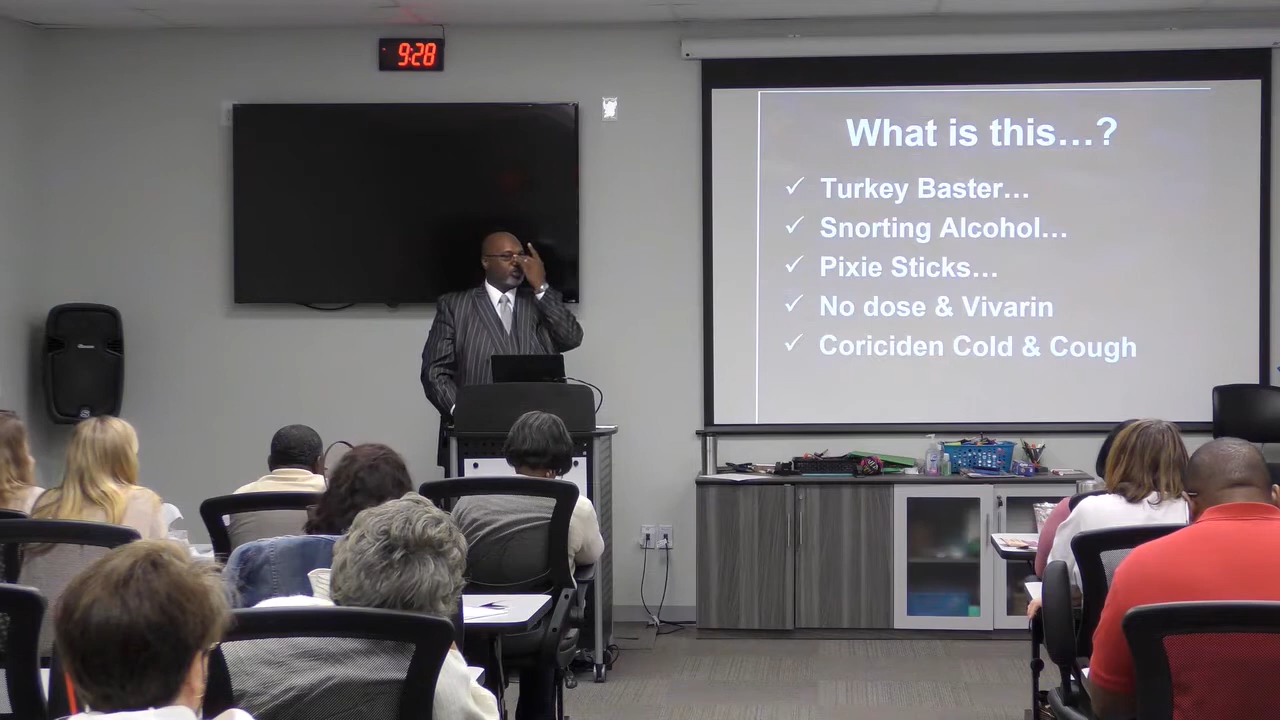 9:28
What is this...?
✓ Turkey Baster...
✓ Snorting Alcohol...
✓ Pixie Sticks...
✓ No dose & Vivarin
✓ Coriciden Cold & Cough